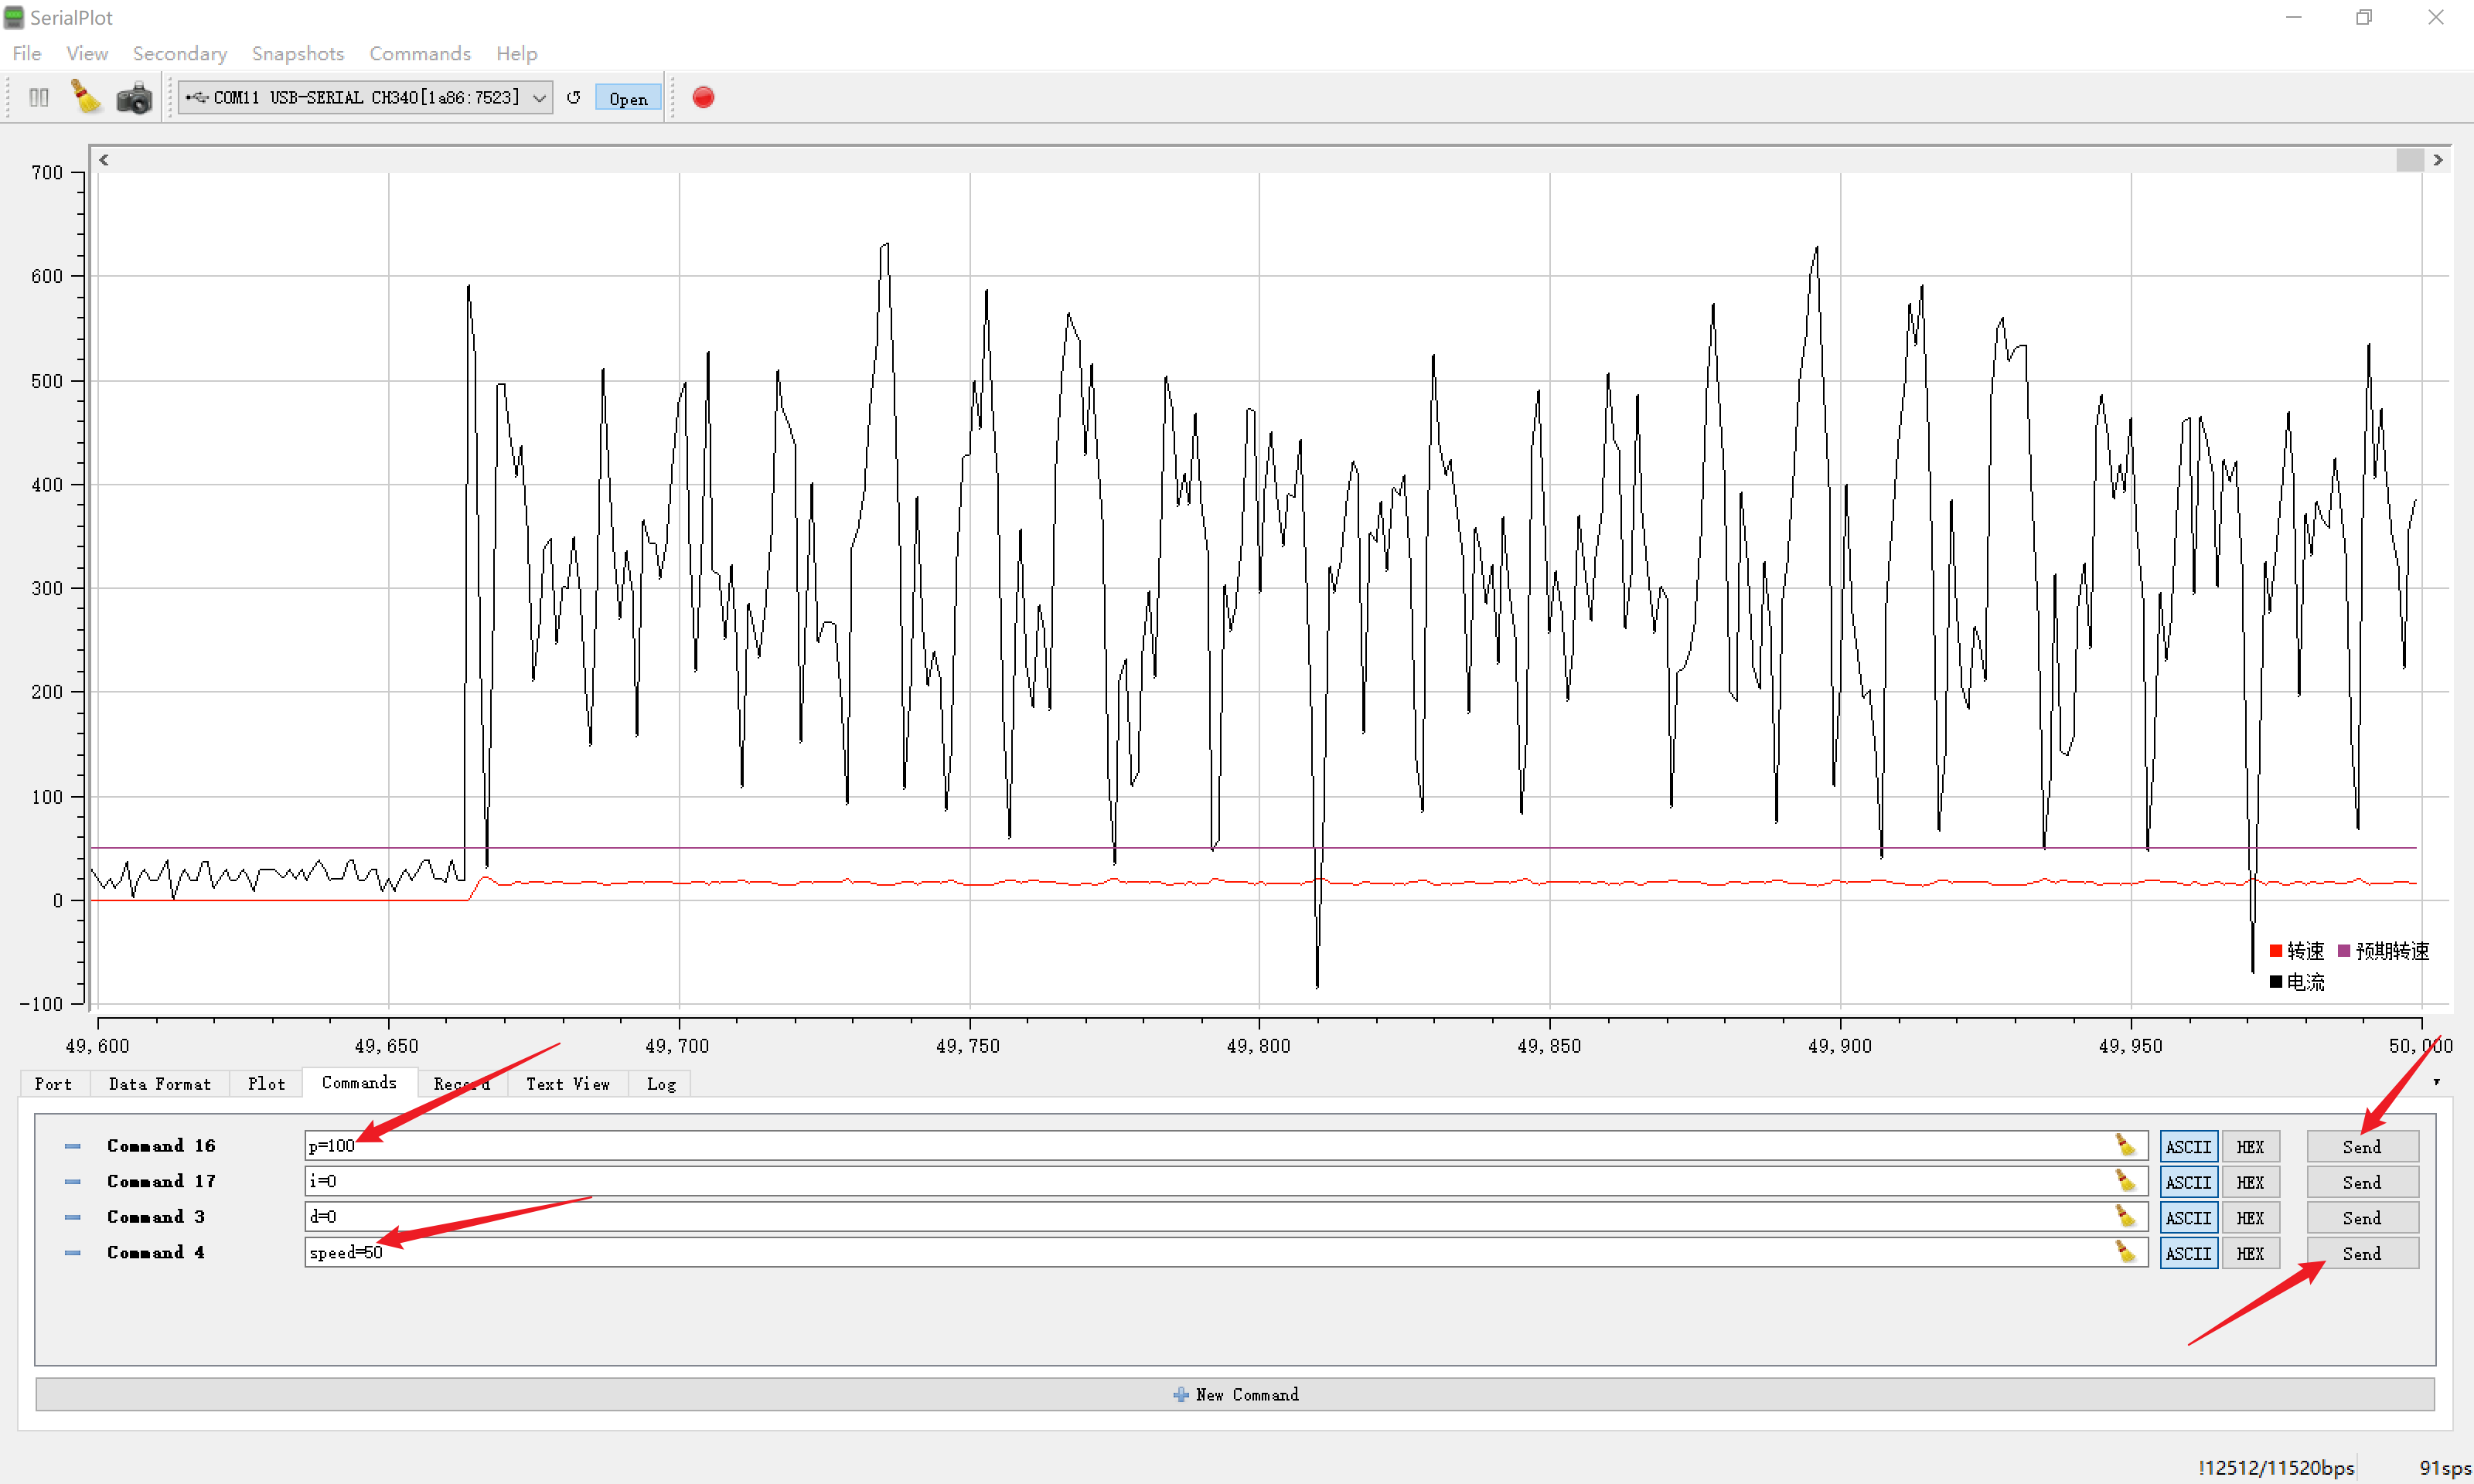 SerialPlot
File View Secondary Snapshots Commands Help
COM11 USB-SERIAL CH340[1a86:7523] Open
700
600
500
400
300
200
100
0
-100
转速 预期转速
电流
49,600 49,650 49,700 49,750 49,800 49,850 49,900 49,950 50,000
Port Data Format Plot Commands Record Text View Log
Command 16 p=100 ASCII HEX Send
Command 17 i=0 ASCII HEX Send
Command 3 d=0 ASCII HEX Send
Command 4 speed=50 ASCII HEX Send
New Command
!12512/11520bps 91sps